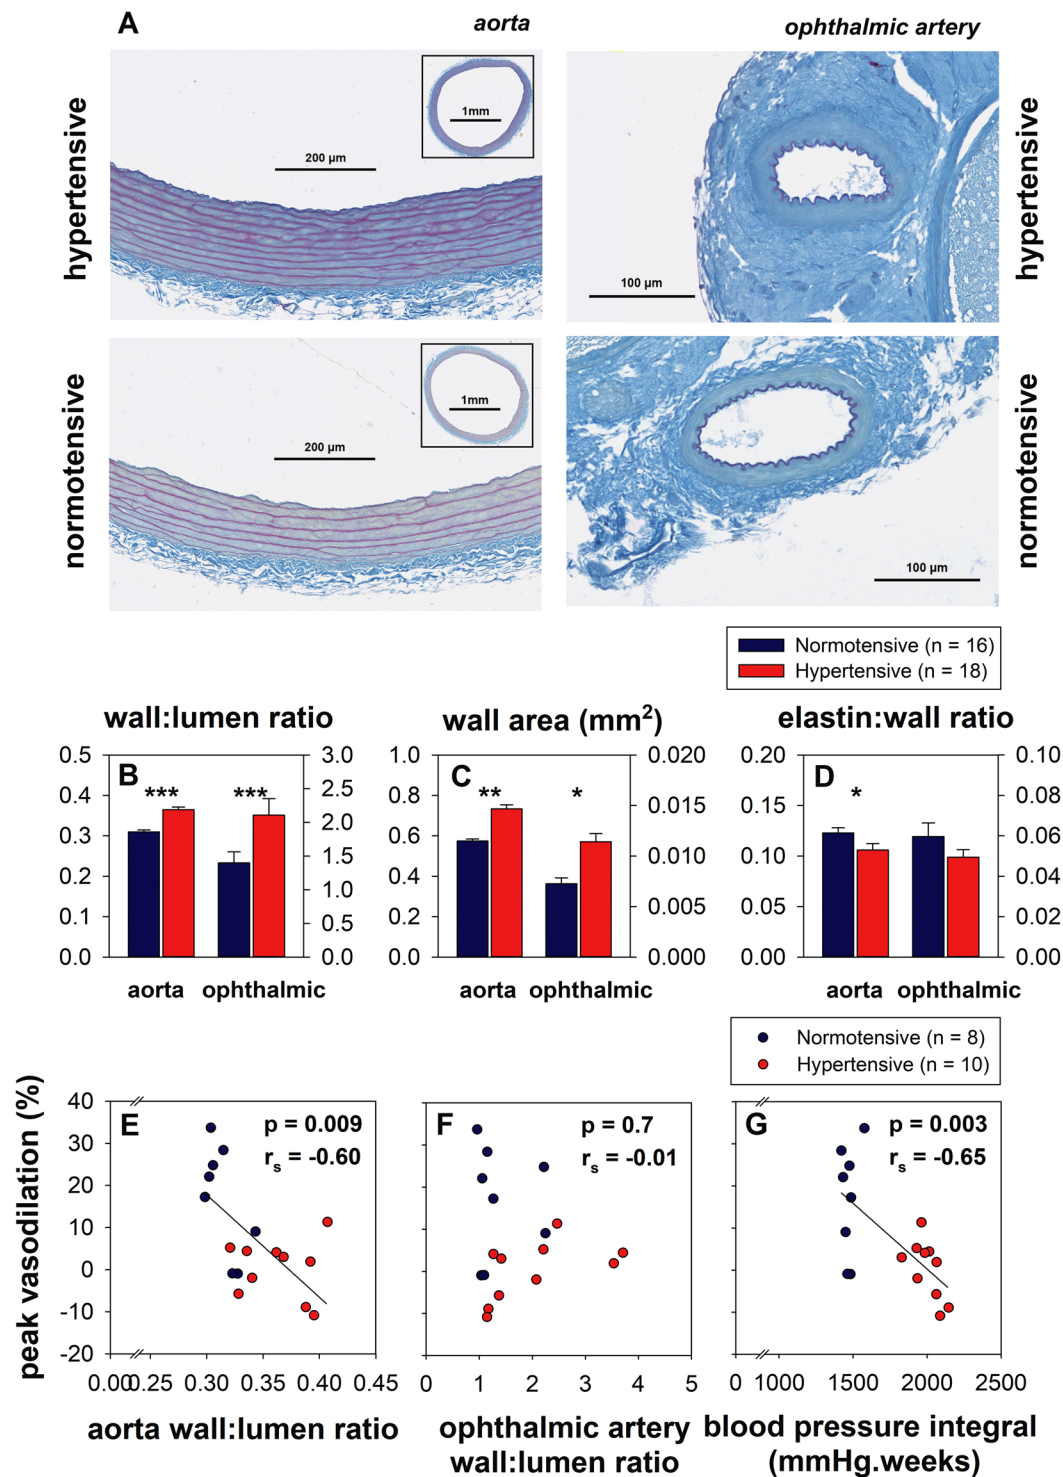 A
aorta
ophthalmic artery
hypertensive
1mm
200 µm
100 µm
hypertensive
normotensive
1mm
200 µm
100 µm
normotensive
Normotensive (n = 16)
Hypertensive (n = 18)
wall:lumen ratio
wall area (mm²)
elastin:wall ratio
B
0.5
0.4
0.3
0.2
0.1
0.0
*** ***
3.0
2.5
2.0
1.5
1.0
0.5
0.0
aorta ophthalmic
C
1.0
0.8
0.6
0.4
0.2
0.0
** *
0.020
0.015
0.010
0.005
0.000
aorta ophthalmic
D
0.20
0.15
0.10
0.05
0.00
*
0.10
0.08
0.06
0.04
0.02
0.00
aorta ophthalmic
Normotensive (n = 8)
Hypertensive (n = 10)
peak vasodilation (%)
40
30
20
10
0
-10
-20
E
p = 0.009
rs = -0.60
0.00 0.25 0.30 0.35 0.40 0.45
aorta wall:lumen ratio
F
p = 0.7
rs = -0.01
0 1 2 3 4 5
ophthalmic artery
wall:lumen ratio
G
p = 0.003
rs = -0.65
0 1000 1500 2000 2500
blood pressure integral
(mmHg.weeks)